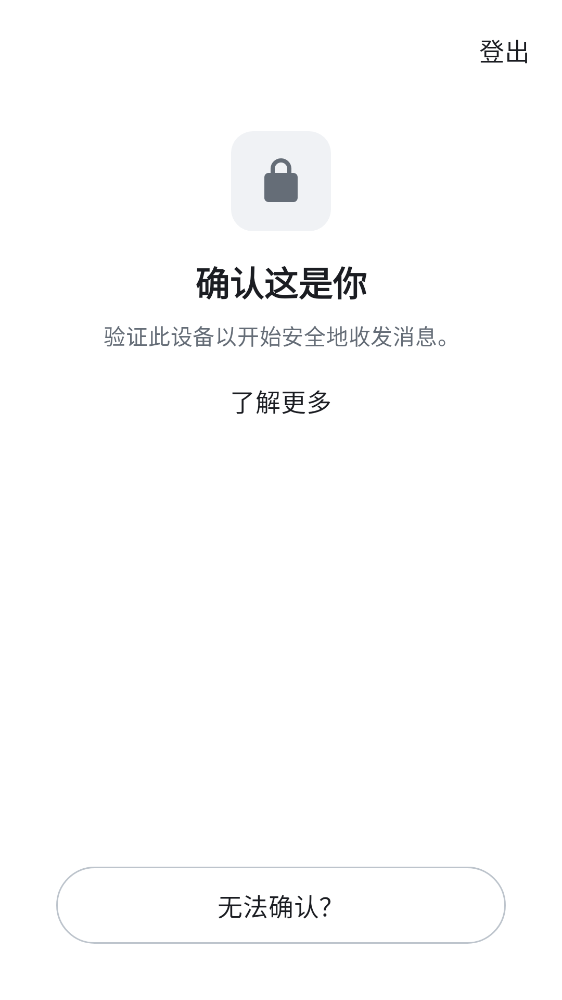 登出
确认这是你
验证此设备以开始安全地收发消息。
了解更多
无法确认？